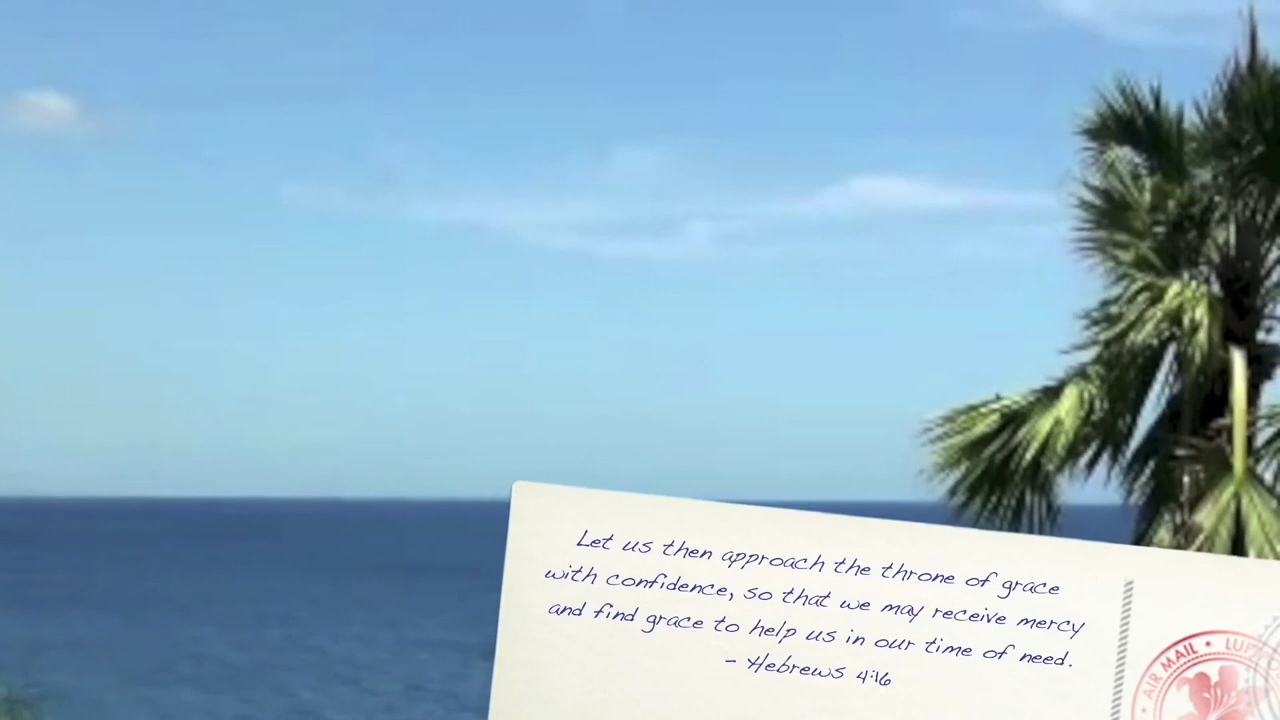 Let us then approach the throne of grace
with confidence, so that we may receive mercy
and find grace to help us in our time of need.
- Hebrews 4:16
AIR MAIL •